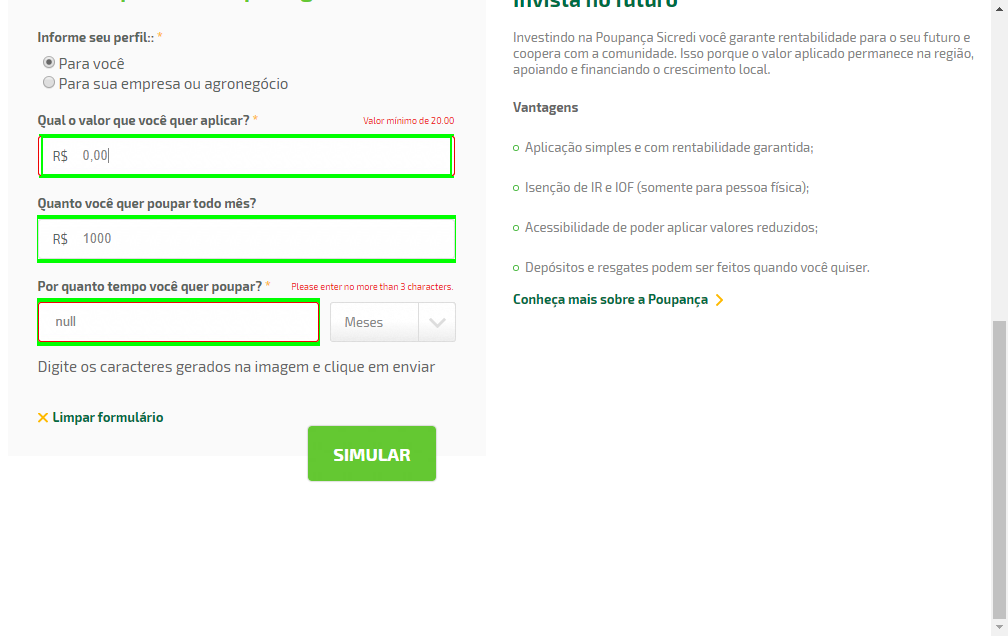 Invista no futuro
Informe seu perfil:: *
Para você
Para sua empresa ou agronegócio
Qual o valor que você quer aplicar? *
Valor mínimo de 20.00
R$ 0,00
Quanto você quer poupar todo mês?
R$ 1000
Por quanto tempo você quer poupar? *
Please enter no more than 3 characters.
null
Meses
Digite os caracteres gerados na imagem e clique em enviar
Limpar formulário
SIMULAR
Investindo na Poupança Sicredi você garante rentabilidade para o seu futuro e
coopera com a comunidade. Isso porque o valor aplicado permanece na região,
apoiando e financiando o crescimento local.
Vantagens
Aplicação simples e com rentabilidade garantida;
Isenção de IR e IOF (somente para pessoa física);
Acessibilidade de poder aplicar valores reduzidos;
Depósitos e resgates podem ser feitos quando você quiser.
Conheça mais sobre a Poupança